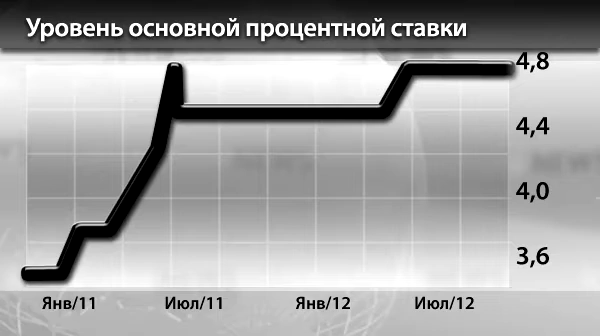 Уровень основной процентной ставки
4,8
4,4
4,0
3,6
Янв/11 Июл/11 Янв/12 Июл/12